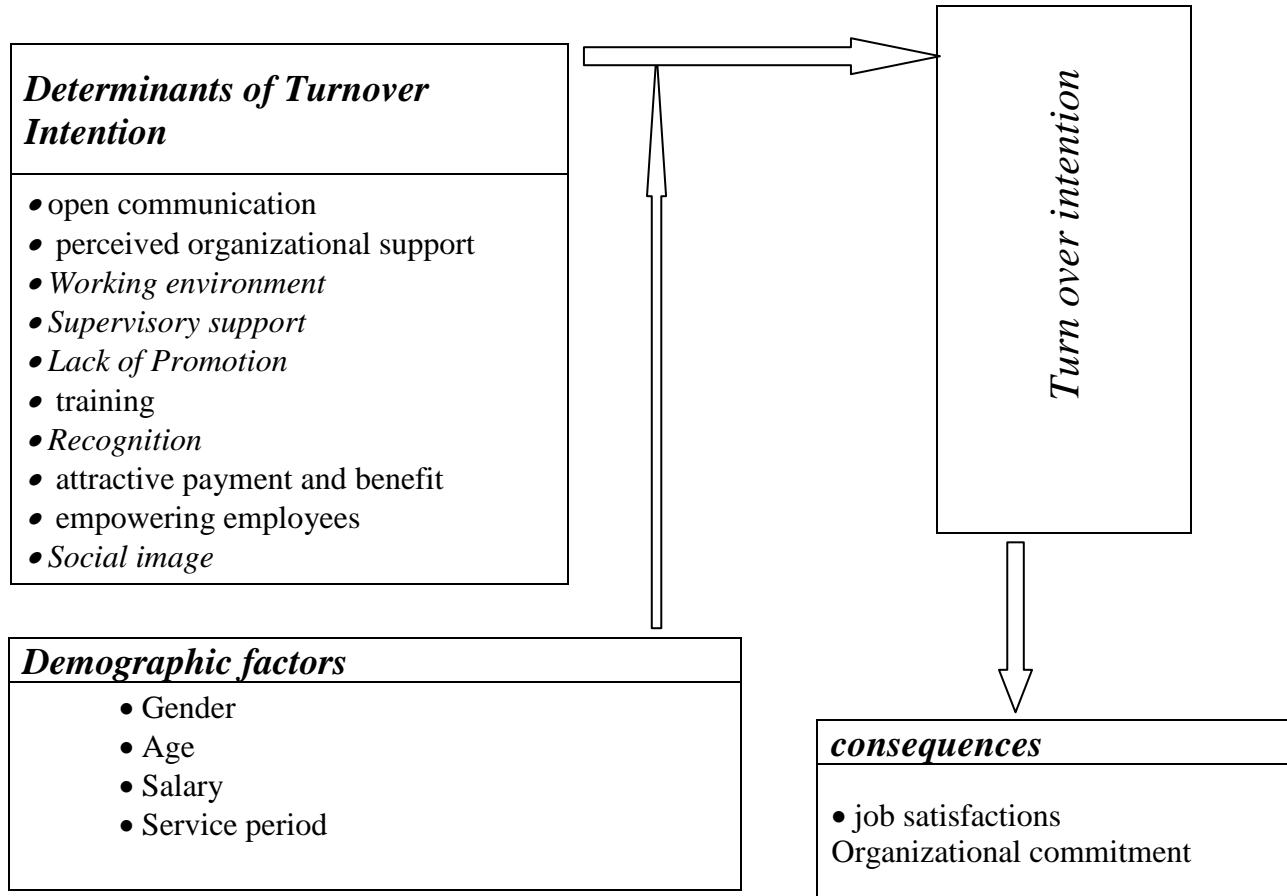 Determinants of Turnover
Intention
• open communication
• perceived organizational support
• Working environment
• Supervisory support
• Lack of Promotion
• training
• Recognition
• attractive payment and benefit
• empowering employees
• Social image
Turn over intention
Demographic factors
• Gender
• Age
• Salary
• Service period
consequences
• job satisfactions
Organizational commitment